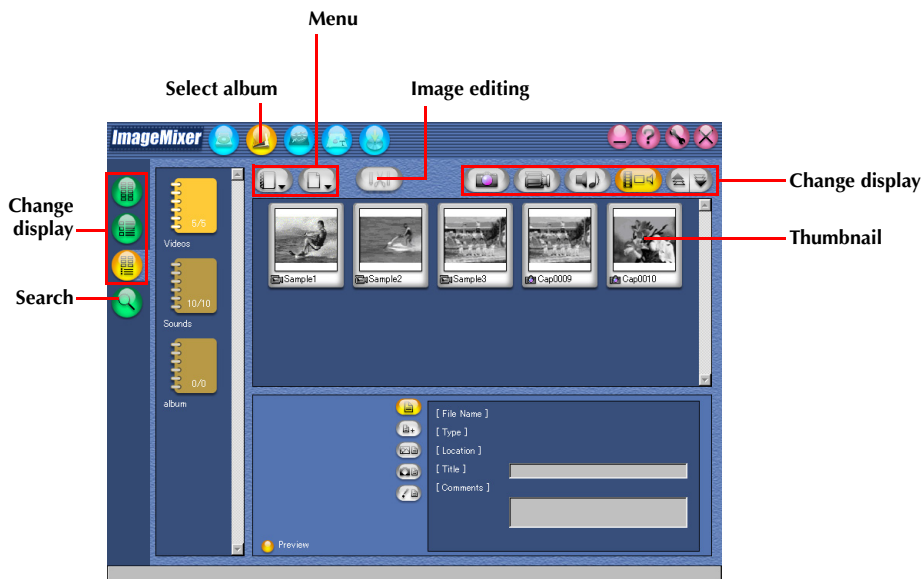 Menu
Select album
Image editing
ImageMixer
?
Change display
5/5
Videos
Sample1
Sample2
Sample3
Cap0009
Cap0010
Thumbnail
Change
display
Search
10/10
Sounds
0/0
album
[ File Name ]
[ Type ]
[ Location ]
[ Title ]
[ Comments ]
Preview